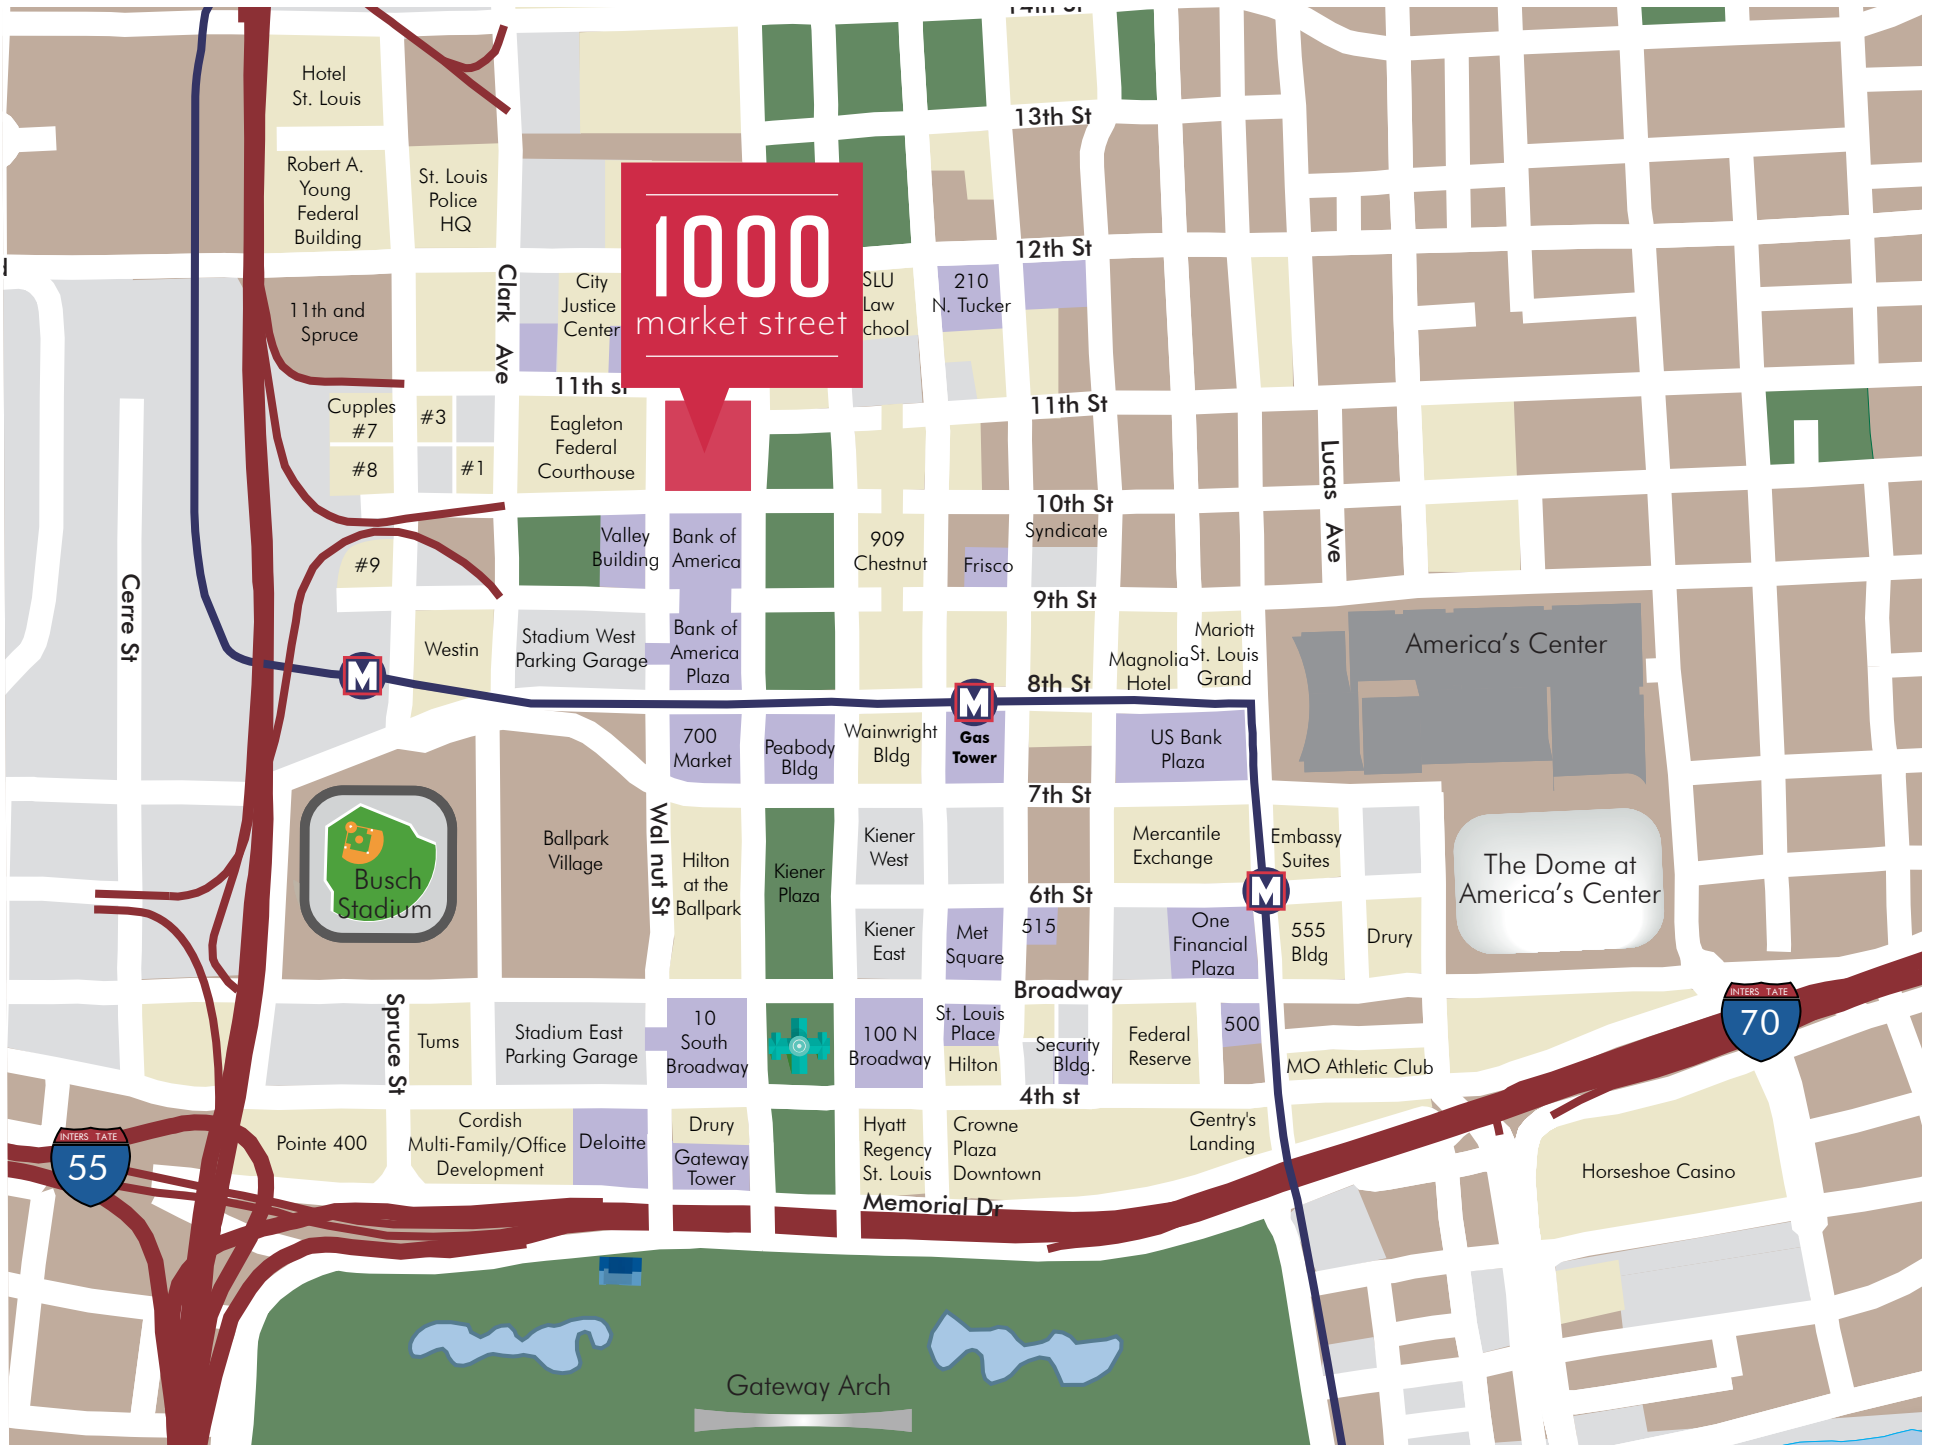 13th St
Hotel
St. Louis
Robert A.
Young
Federal
Building
St. Louis
Police
HQ
1000
market street
12th St
11th and
Spruce
Clark Ave
City
Justice
Center
SLU
Law
chool
210
N. Tucker
11th st
11th St
Cupples
#7
#3
#8
#1
Eagleton
Federal
Courthouse
Lucas Ave
10th St
Syndicate
Valley
Building
Bank of
America
909
Chestnut
Frisco
#9
9th St
Cerre St
Westin
Stadium West
Parking Garage
Bank of
America
Plaza
Magnolia
Hotel
Mariott
St. Louis
Grand
America's Center
M
M
8th St
700
Market
Peabody
Bldg
Wainwright
Bldg
Gas
Tower
US Bank
Plaza
7th St
Busch
Stadium
Ballpark
Village
Wal nut St
Hilton
at the
Ballpark
Kiener
Plaza
Kiener
West
Mercantile
Exchange
Embassy
Suites
The Dome at
America's Center
M
6th St
Kiener
East
Met
Square
515
One
Financial
Plaza
555
Bldg
Drury
Broadway
Spruce St
Tums
Stadium East
Parking Garage
10
South
Broadway
100 N
Broadway
St. Louis
Place
Hilton
Security
Bldg.
Federal
Reserve
500
MO Athletic Club
INTERS TATE
70
4th st
INTERS TATE
55
Pointe 400
Cordish
Multi-Family/Office
Development
Deloitte
Drury
Gateway
Tower
Hyatt
Regency
St. Louis
Crowne
Plaza
Downtown
Gentry's
Landing
Horseshoe Casino
Memorial Dr
Gateway Arch